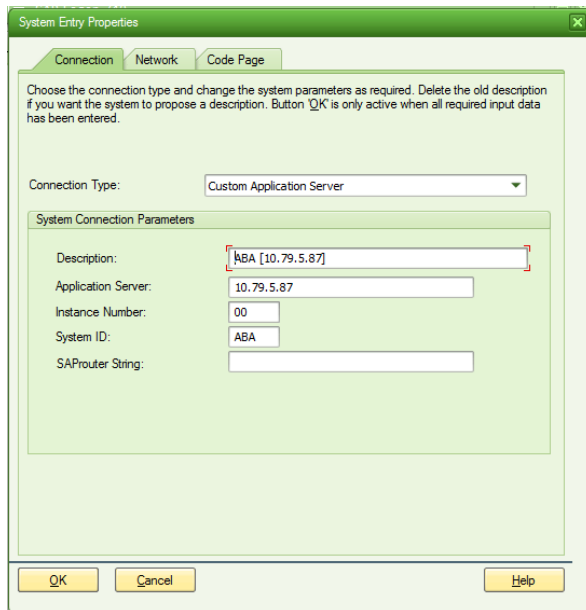 System Entry Properties
Connection
Network
Code Page
Choose the connection type and change the system parameters as required. Delete the old description
if you want the system to propose a description. Button 'OK' is only active when all required input data
has been entered.
Connection Type:
Custom Application Server
System Connection Parameters
Description:
ABA [10.79.5.87]
Application Server:
10.79.5.87
Instance Number:
00
System ID:
ABA
SAProuter String:
OK
Cancel
Help